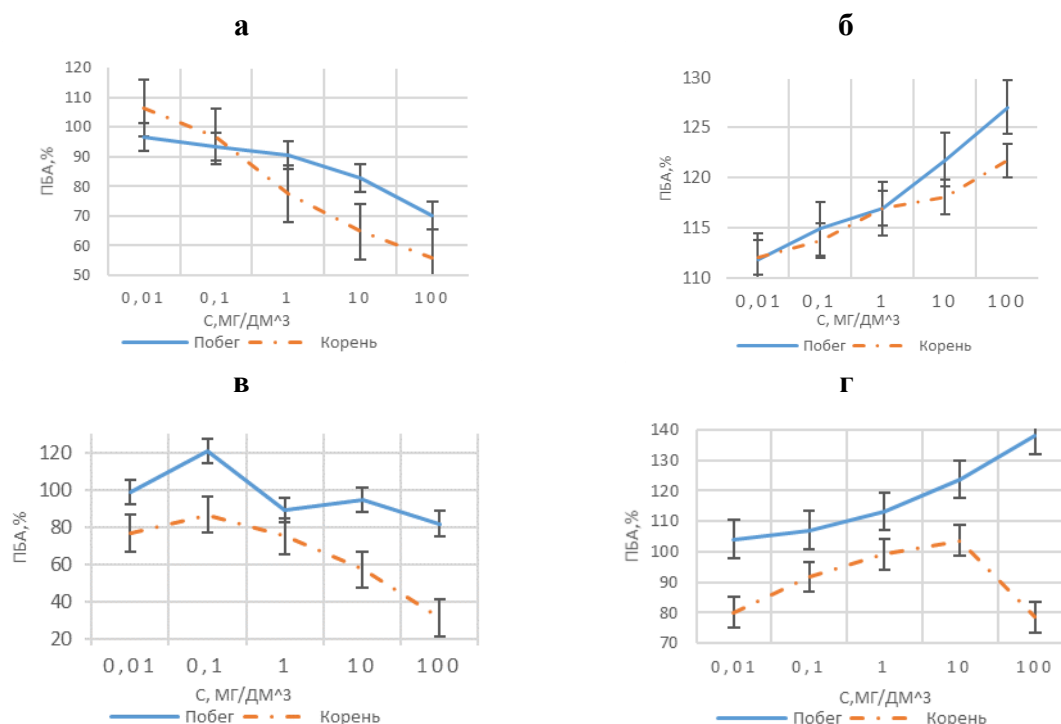 а
120
110
100
90
80
70
60
50
ПБА,%
0,01 0,1 1 10 100
С,МГ/ДМ^3
Побег Корень
б
130
125
120
115
110
ПБА,%
0,01 0,1 1 10 100
С,МГ/ДМ^3
Побег Корень
в
120
100
80
60
40
20
ПБА,%
0,01 0,1 1 10 100
С, МГ/ДМ^3
Побег Корень
г
140
130
120
110
100
90
80
70
ПБА,%
0,01 0,1 1 10 100
С,МГ/ДМ^3
Побег Корень